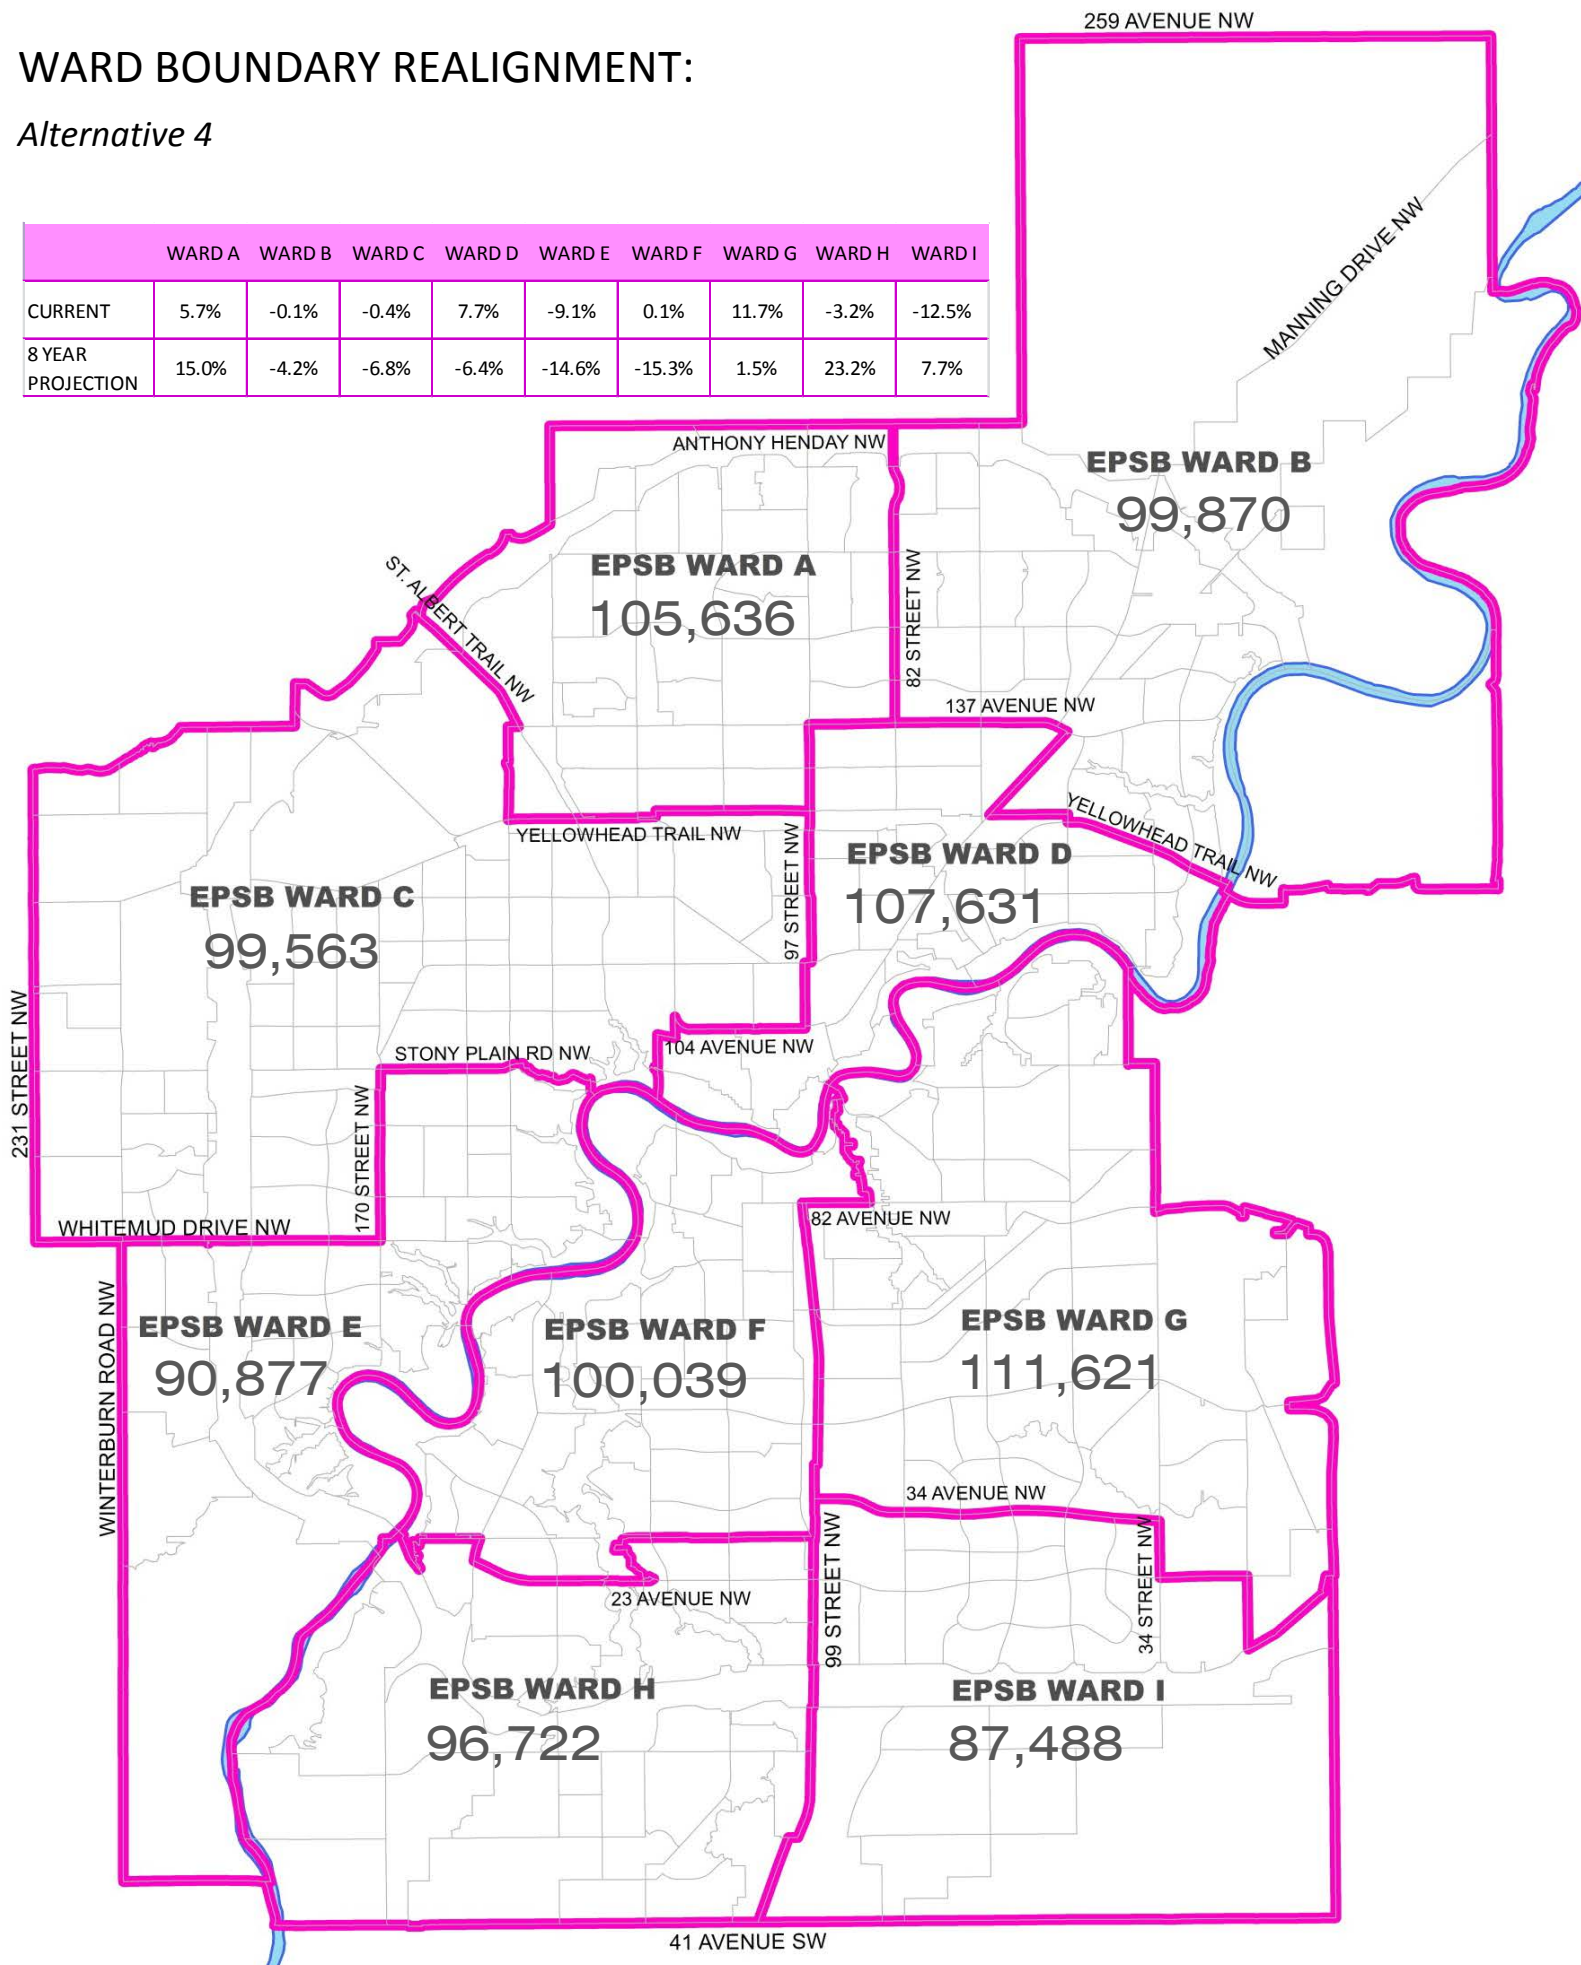 259 AVENUE NW
WARD BOUNDARY REALIGNMENT:
Alternative 4
WARD A WARD B WARD C WARD D WARD E WARD F WARD G WARD H WARD I
CURRENT 5.7% -0.1% -0.4% 7.7% -9.1% 0.1% 11.7% -3.2% -12.5%
8 YEAR
PROJECTION 15.0% -4.2% -6.8% -6.4% -14.6% -15.3% 1.5% 23.2% 7.7%
MANNING DRIVE NW
ANTHONY HENDAY NW
EPSB WARD B
99,870
ST. ALBERT TRAIL NW
EPSB WARD A
105,636
82 STREET NW
137 AVENUE NW
YELLOWHEAD TRAIL NW
YELLOWHEAD TRAIL NW
97 STREET NW
EPSB WARD D
107,631
EPSB WARD C
99,563
231 STREET NW
STONY PLAIN RD NW
104 AVENUE NW
170 STREET NW
WHITEMUD DRIVE NW
82 AVENUE NW
WINTERBURN ROAD NW
EPSB WARD E
90,877
EPSB WARD F
100,039
EPSB WARD G
111,621
34 AVENUE NW
99 STREET NW
34 STREET NW
23 AVENUE NW
EPSB WARD H
96,722
EPSB WARD I
87,488
41 AVENUE SW